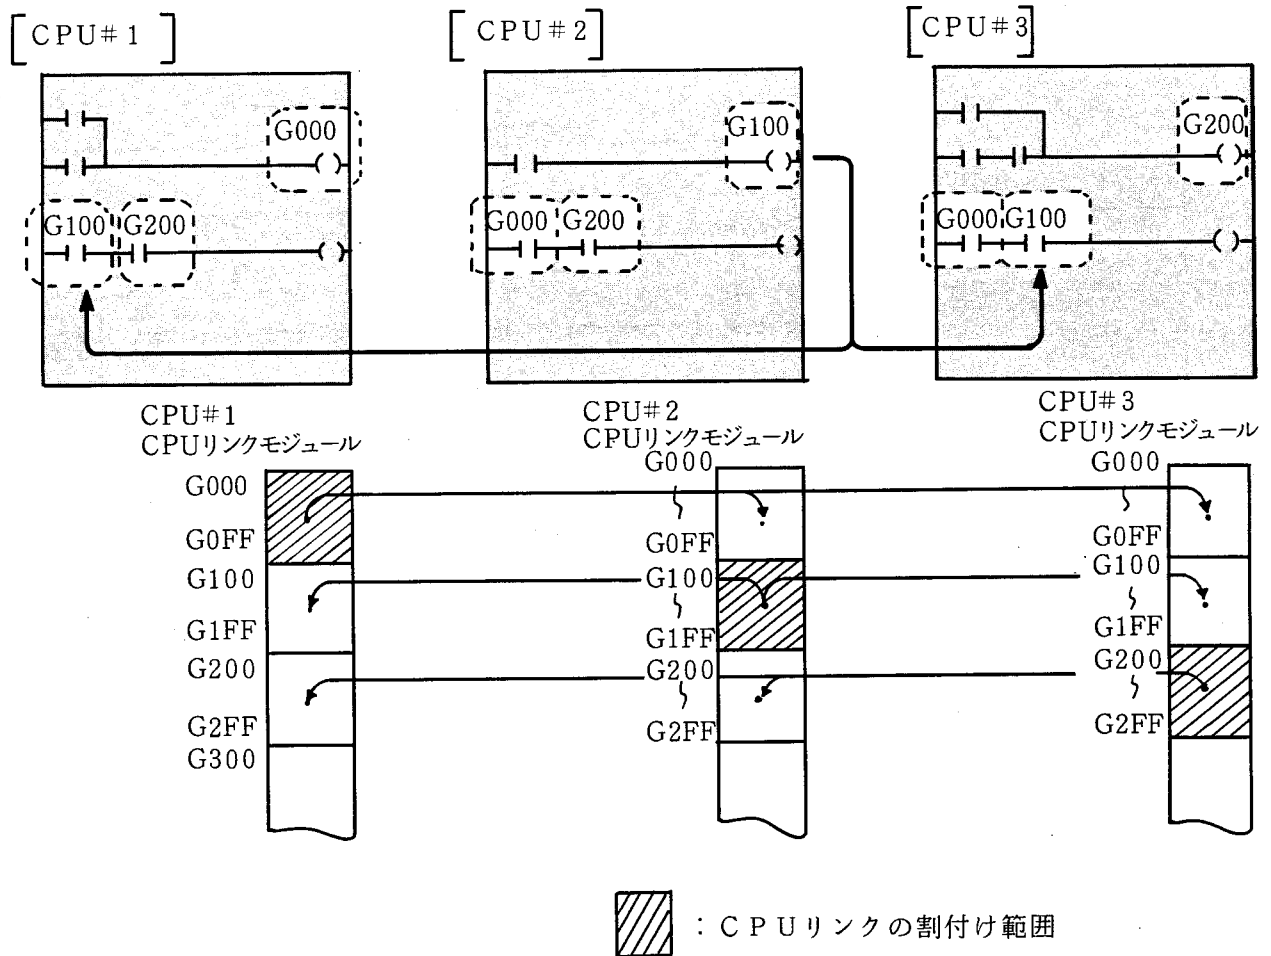 [CPU#1]
[CPU#2]
[CPU#3]
G000
G100 G200
G100
G000 G200
G200
G000 G100
CPU#1
CPUリンクモジュール
CPU#2
CPUリンクモジュール
CPU#3
CPUリンクモジュール
G000
G0FF
G100
G1FF
G200
G2FF
G300
G000
〜
G0FF
G100
〜
G1FF
G200
〜
G2FF
G000
〜
G0FF
G100
〜
G1FF
G200
〜
G2FF
：CPUリンクの割付け範囲